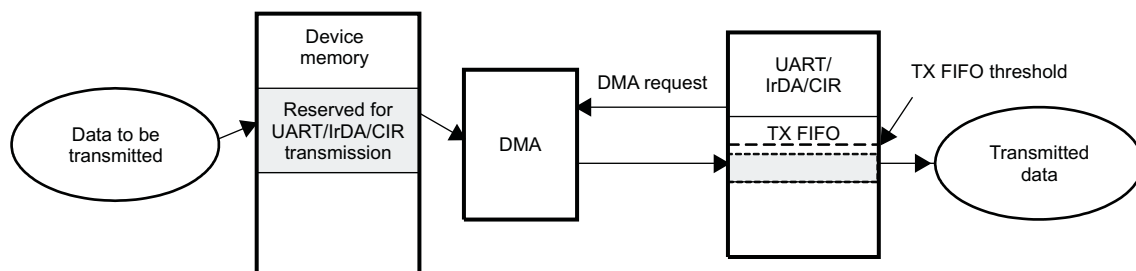 Data to be
transmitted
Device
memory
Reserved for
UART/IrDA/CIR
transmission
DMA
DMA request
UART/
IrDA/CIR
TX FIFO
TX FIFO threshold
Transmitted
data